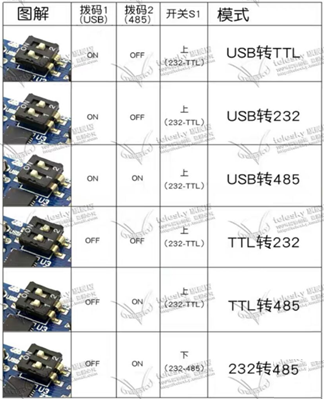 图解 拨码1 (USB) 拨码2 (485) 开关S1 模式
ON OFF 上 (232-TTL) USB转TTL
ON OFF 上 (232-TTL) USB转232
ON ON 上 (232-TTL) USB转485
OFF OFF 上 (232-TTL) TTL转232
OFF ON 上 (232-TTL) TTL转485
OFF ON 下 (232-485) 232转485